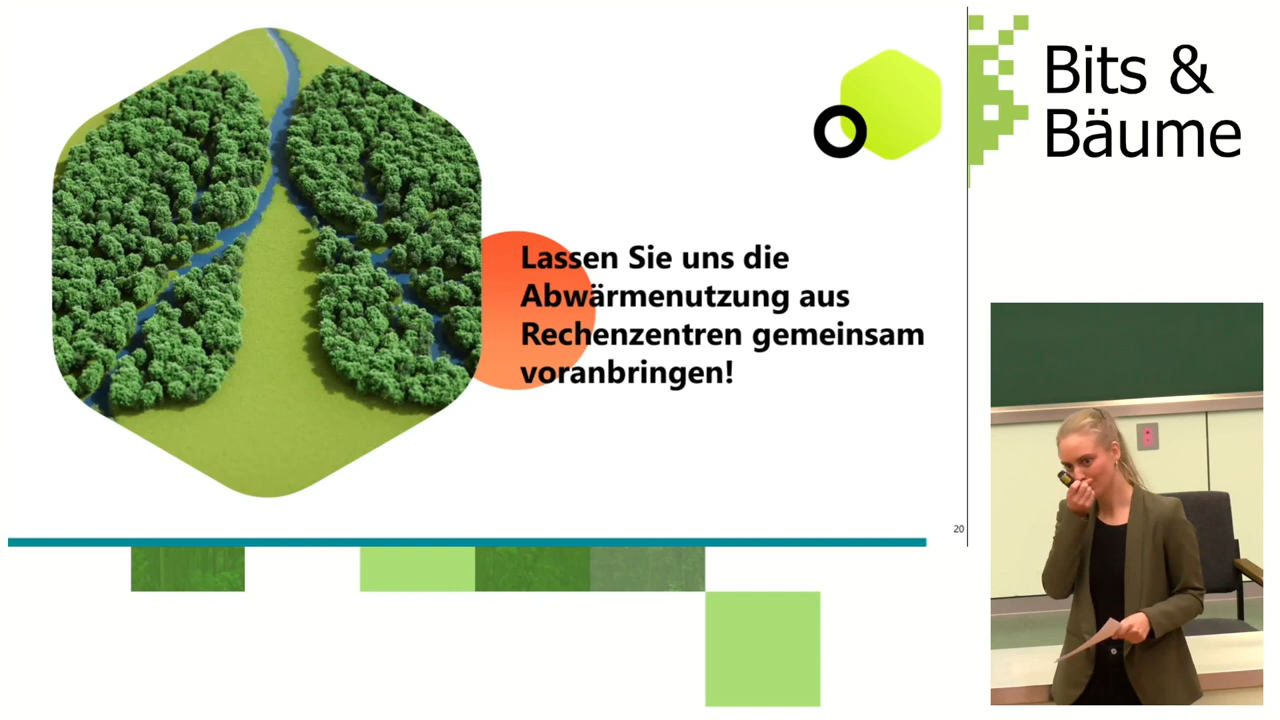 Bits &
Bäume
Lassen Sie uns die
Abwärmenutzung aus
Rechenzentren gemeinsam
voranbringen!
20